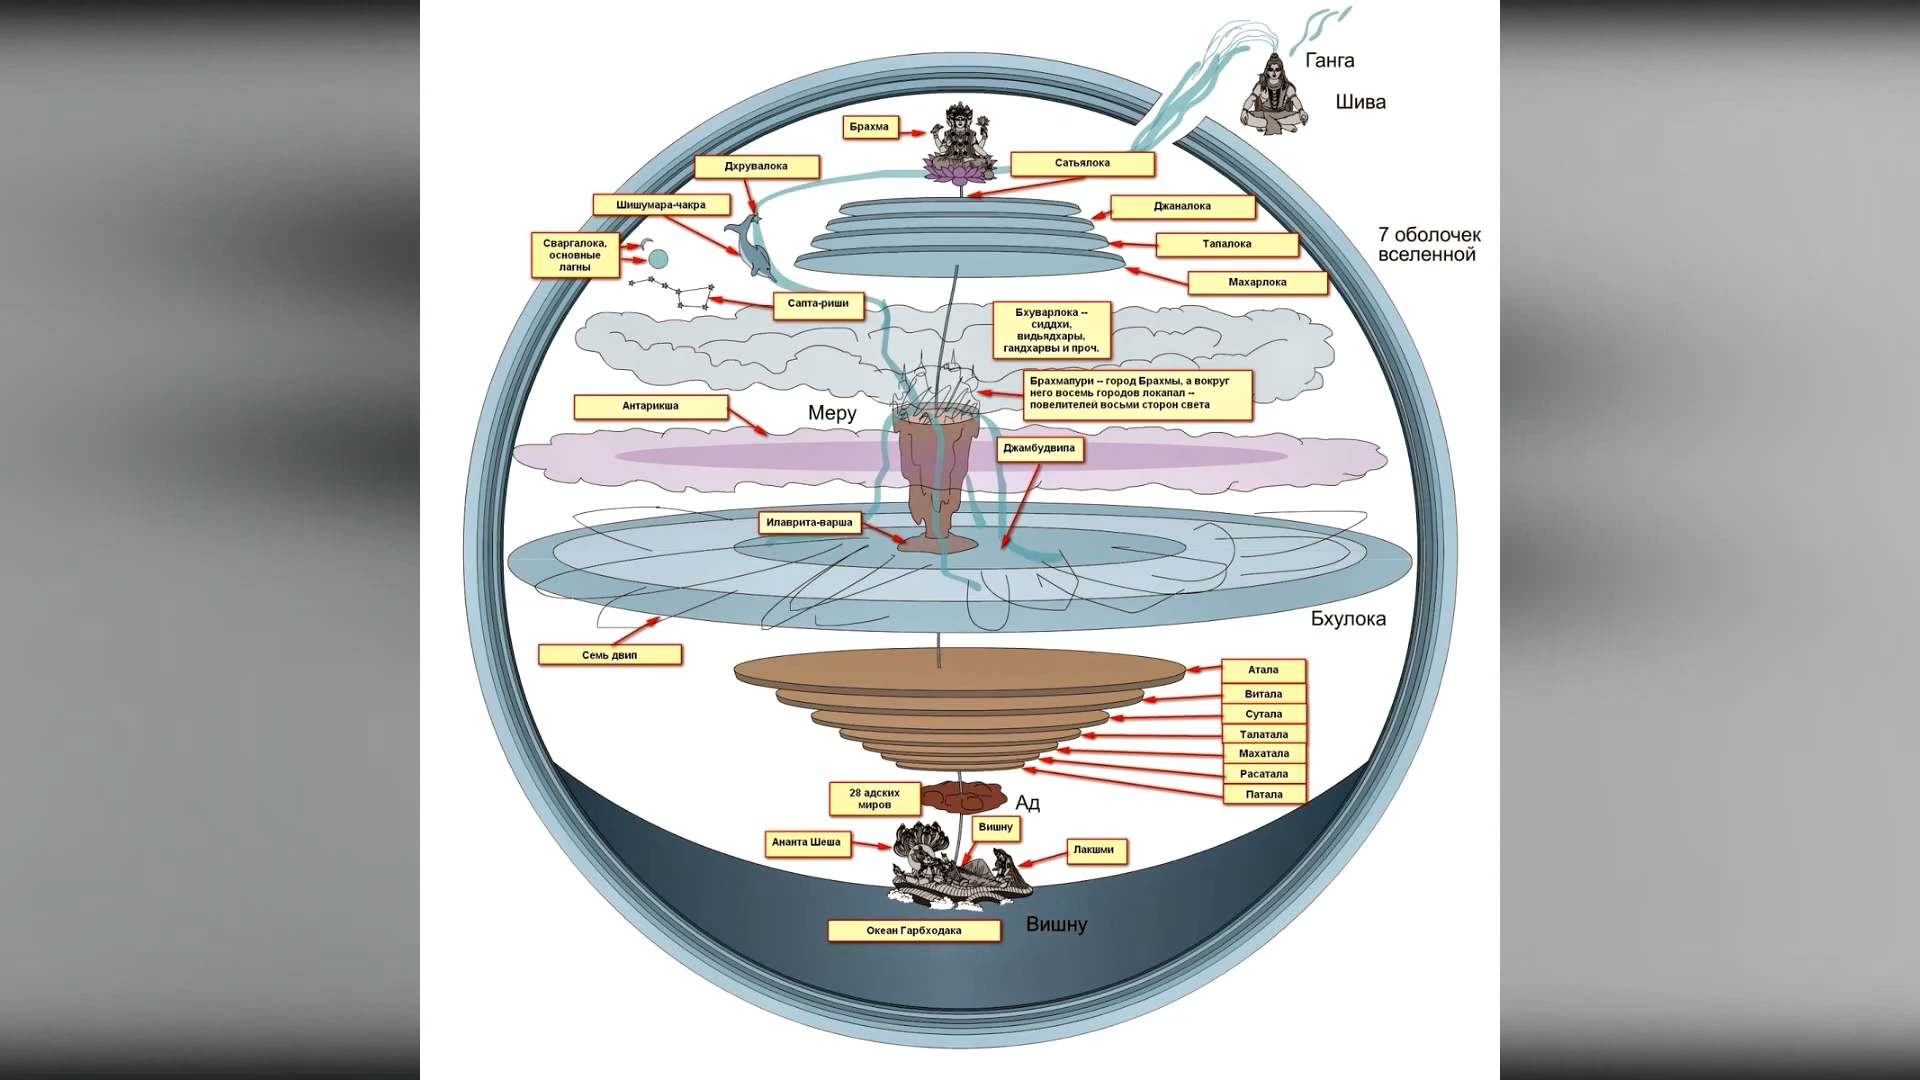 Ганга
Шива
Брахма
Сатьялока
Дхрувалока
Шишумара-чакра
Джаналока
7 оболочек
вселенной
Сваргалока,
основные
лагны
Тапалока
Махарлока
Сапта-риши
Бхуварлока --
сиддхи,
видьядхары,
гандхарвы и проч.
Брахмапури -- город Брахмы, а вокруг
него восемь городов локапал --
повелителей восьми сторон света
Антарикша
Меру
Джамбудвипа
Илаврита-варша
Бхулока
Семь двип
Атала
Витала
Сутала
Талатала
Махатала
Расатала
Патала
28 адских
миров
Ад
Вишну
Ананта Шеша
Лакшми
Вишну
Океан Гарбходака